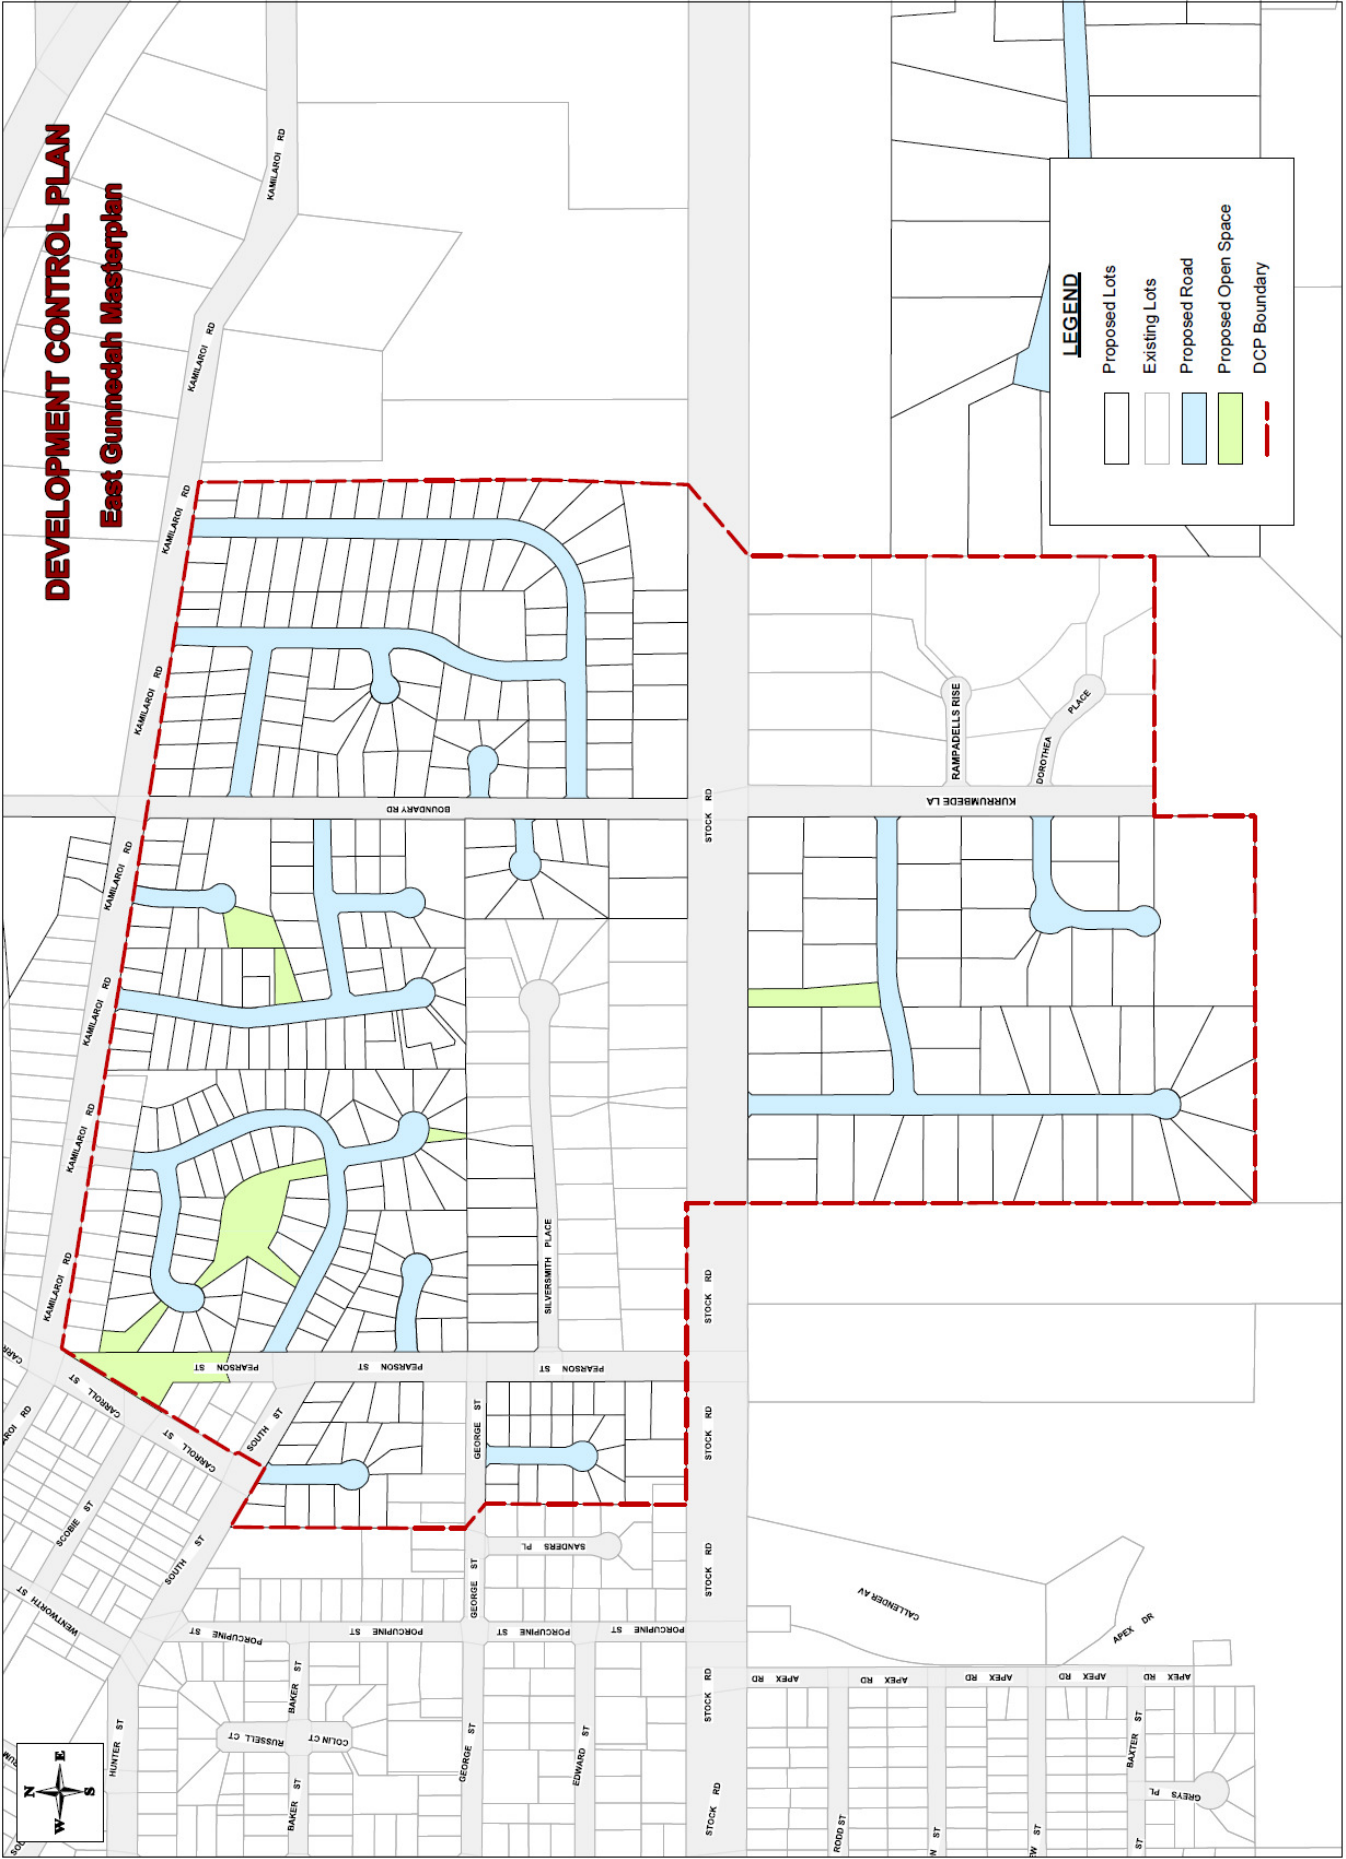 DEVELOPMENT CONTROL PLAN
East Gunnedah Masterplan
KAMILAROI RD
KAMILAROI RD
KAMILAROI RD
KAMILAROI RD
KAMILAROI RD
KAMILAROI RD
KAMILAROI RD
KAMILAROI RD
LEGEND
Proposed Lots
Existing Lots
Proposed Road
Proposed Open Space
DCP Boundary
BOUNDARY RD
STOCK RD
KURRUMBEDE LA
RAMPADELLS RISE
DOROTHEA PLACE
SILVERSMITH PLACE
STOCK RD
PEARSON ST
PEARSON ST
PEARSON ST
CARROLL ST
CARROLL ST
SOUTH ST
GEORGE ST
STOCK RD
SCOBIE ST
SOUTH ST
WENTWORTH ST
GEORGE ST
SANDERS PL
STOCK RD
PORCUPINE ST
PORCUPINE ST
PORCUPINE ST
PORCUPINE ST
CALLENDER AV
APEX DR
BAKER ST
RUSSELL CT
COLIN CT
BAKER ST
HUNTER ST
GEORGE ST
EDWARD ST
STOCK RD
STOCK RD
APEX RD
APEX RD
APEX RD
APEX RD
APEX RD
RODD ST
BAXTER ST
GREYS PL
N
W E
S